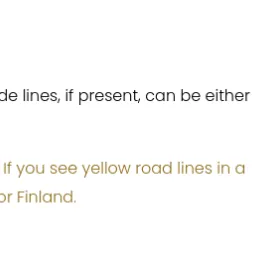 de lines, if present, can be either
If you see yellow road lines in a
or Finland.